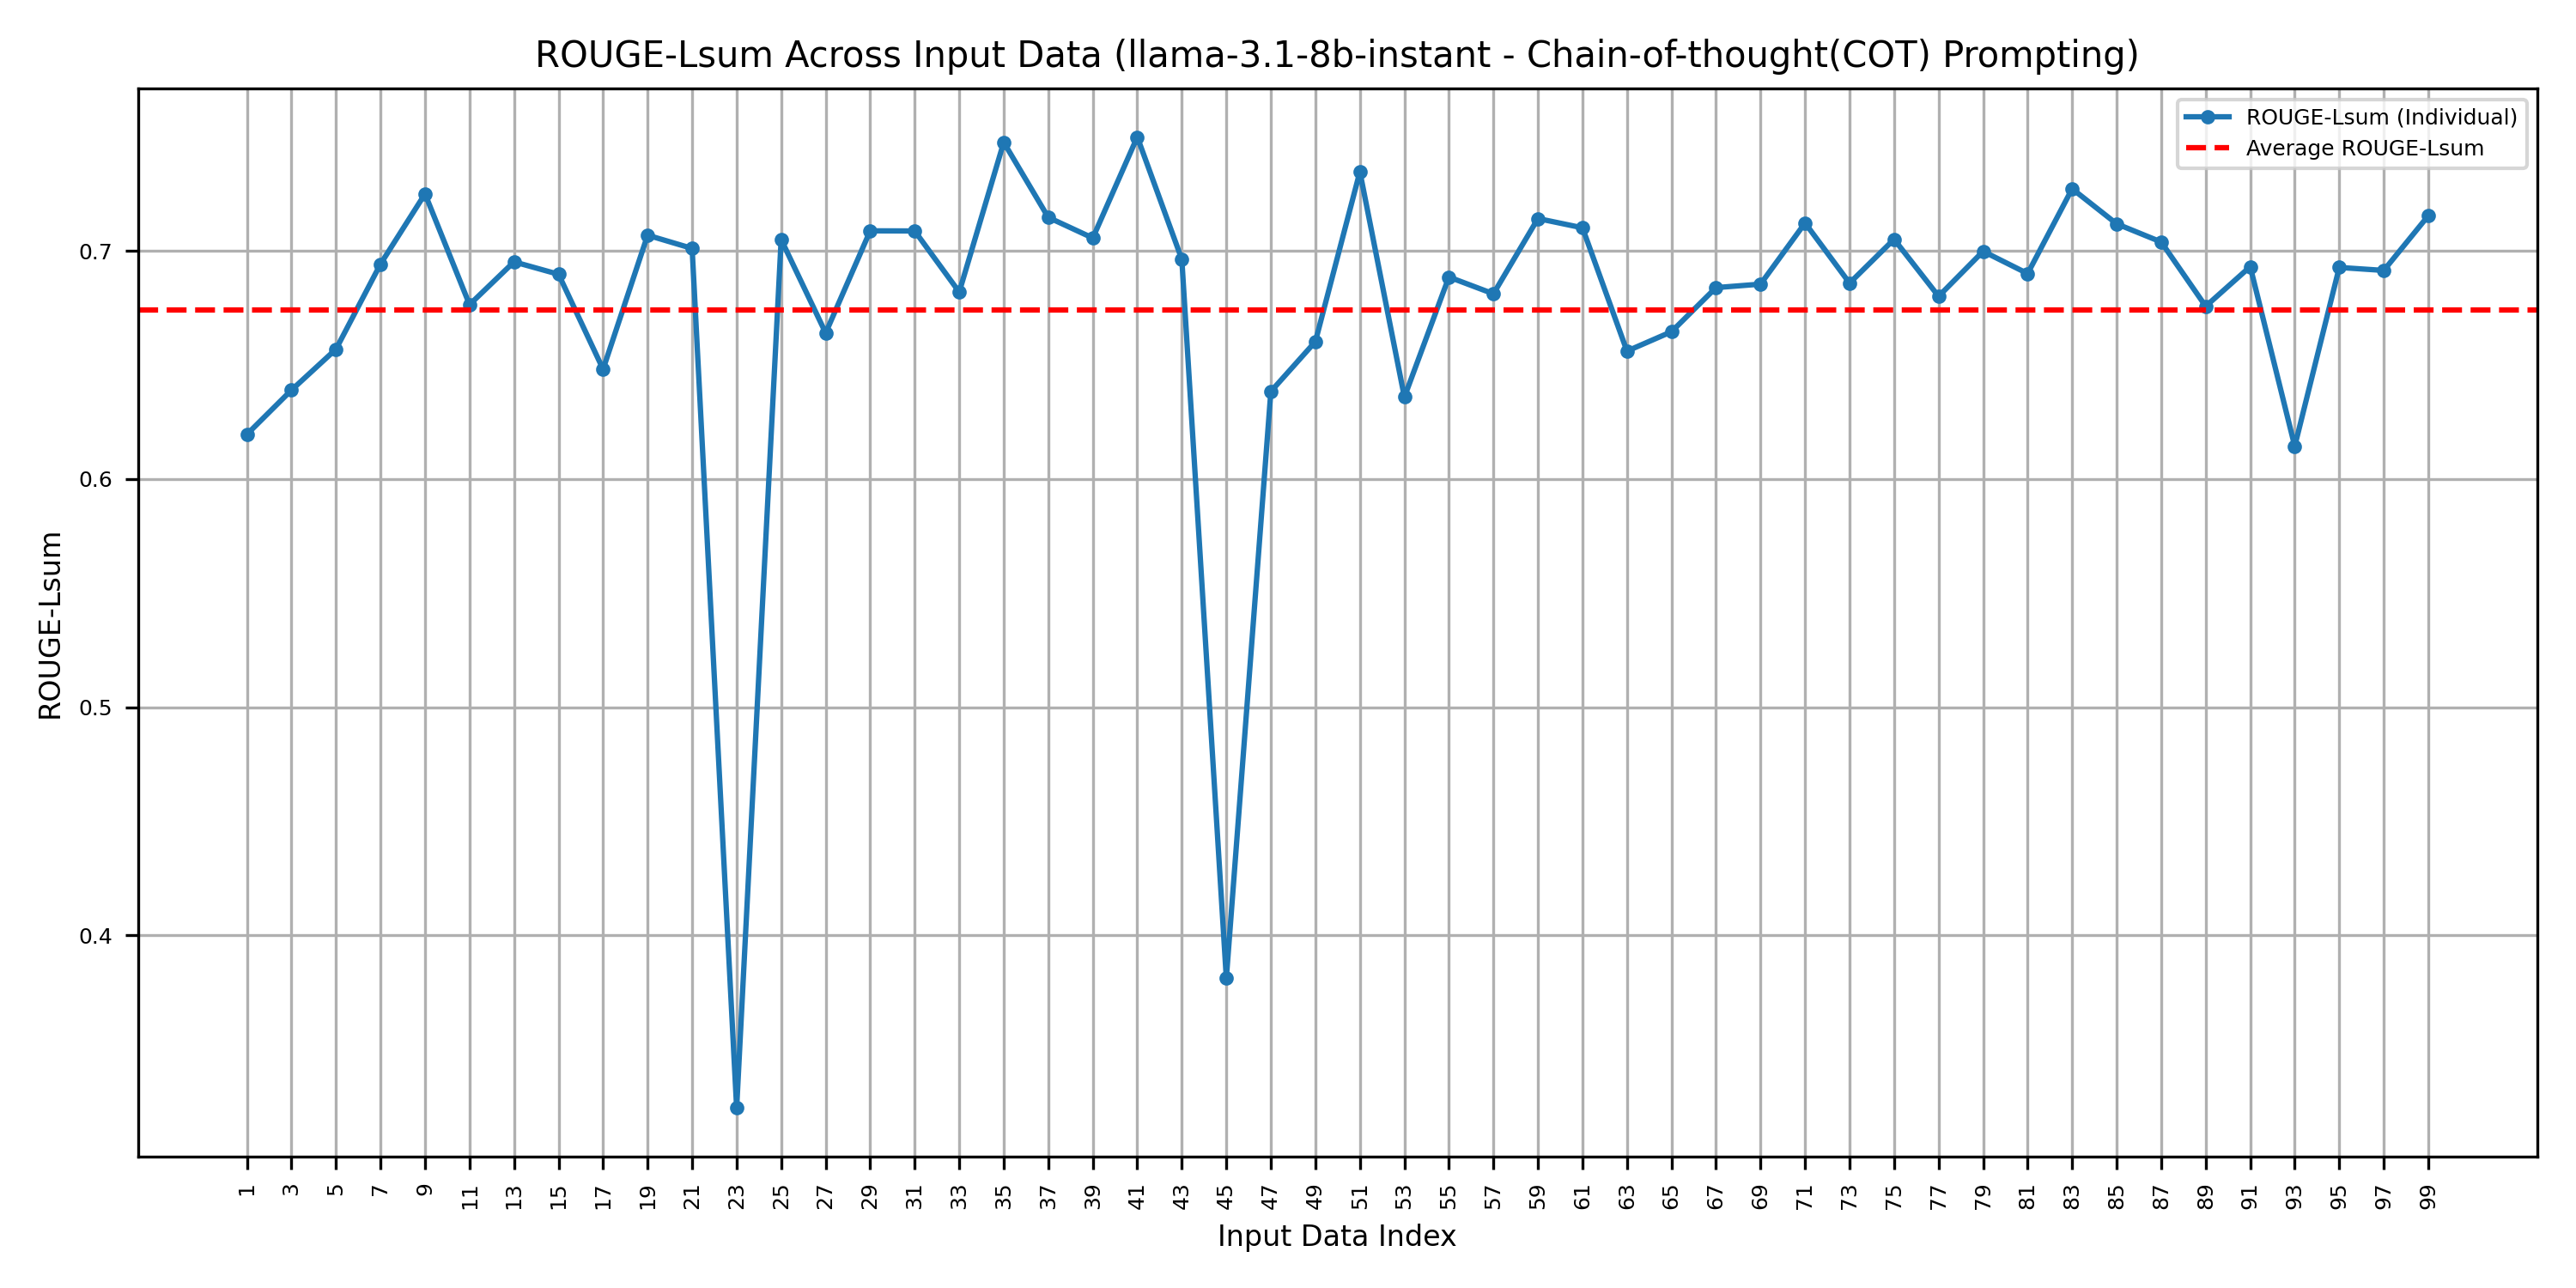 ROUGE-Lsum Across Input Data (llama-3.1-8b-instant - Chain-of-thought(COT) Prompting)
ROUGE-Lsum (Individual)
Average ROUGE-Lsum
ROUGE-Lsum
0.7
0.6
0.5
0.4
1 3 5 7 9 11 13 15 17 19 21 23 25 27 29 31 33 35 37 39 41 43 45 47 49 51 53 55 57 59 61 63 65 67 69 71 73 75 77 79 81 83 85 87 89 91 93 95 97 99
Input Data Index